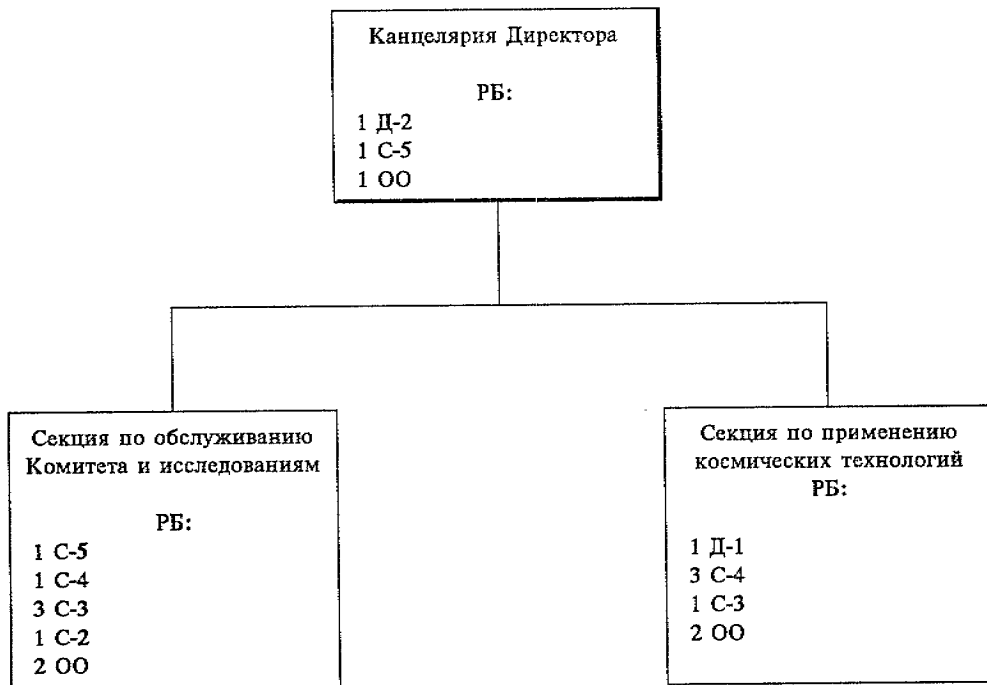 Канцелярия Директора
РБ:
1 Д-2
1 С-5
1 ОО
Секция по обслуживанию
Комитета и исследованиям
РБ:
1 С-5
1 С-4
3 С-3
1 С-2
2 ОО
Секция по применению
космических технологий
РБ:
1 Д-1
3 С-4
1 С-3
2 ОО